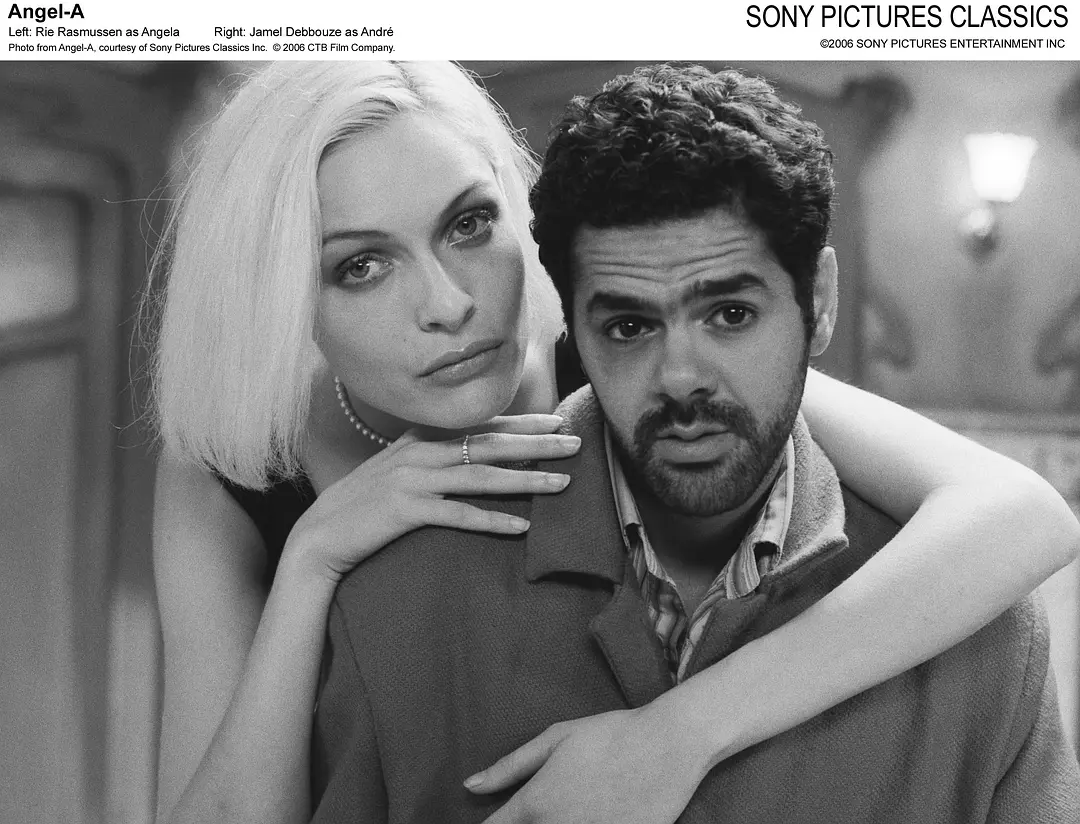 Angel-A
Left: Rie Rasmussen as Angela Right: Jamel Debbouze as André
Photo from Angel-A, courtesy of Sony Pictures Classics Inc. © 2006 CTB Film Company.
SONY PICTURES CLASSICS
©2006 SONY PICTURES ENTERTAINMENT INC